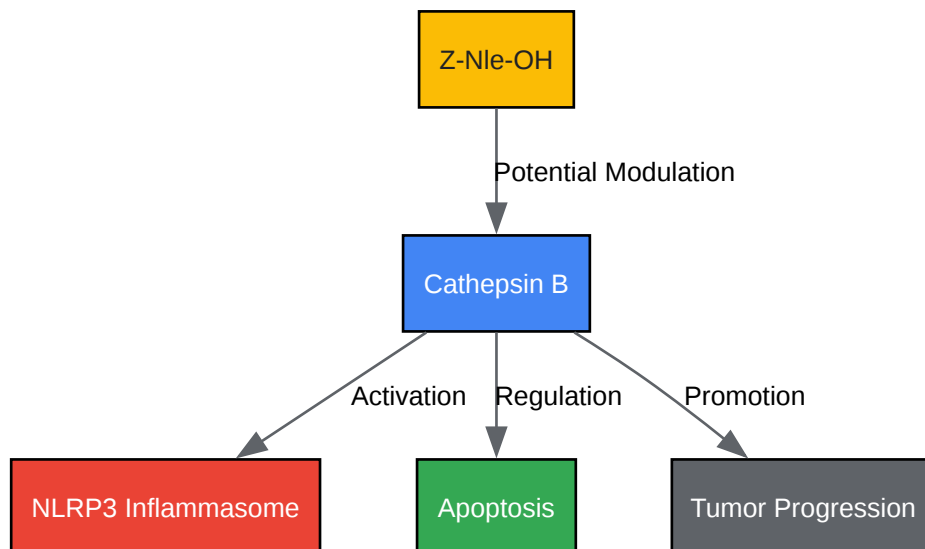 Z-Nle-OH
Potential Modulation
Cathepsin B
Activation
Regulation
Promotion
NLRP3 Inflammasome
Apoptosis
Tumor Progression